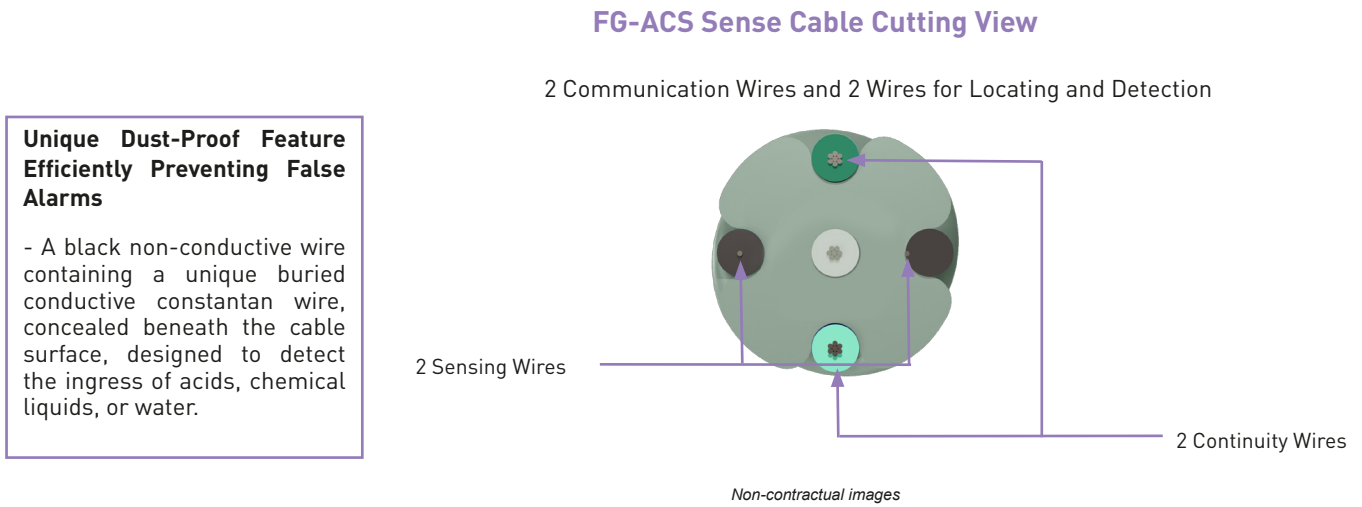 FG-ACS Sense Cable Cutting View
2 Communication Wires and 2 Wires for Locating and Detection
Unique Dust-Proof Feature
Efficiently Preventing False
Alarms
- A black non-conductive wire
containing a unique buried
conductive constantan wire,
concealed beneath the cable
surface, designed to detect
the ingress of acids, chemical
liquids, or water.
2 Sensing Wires
2 Continuity Wires
Non-contractual images